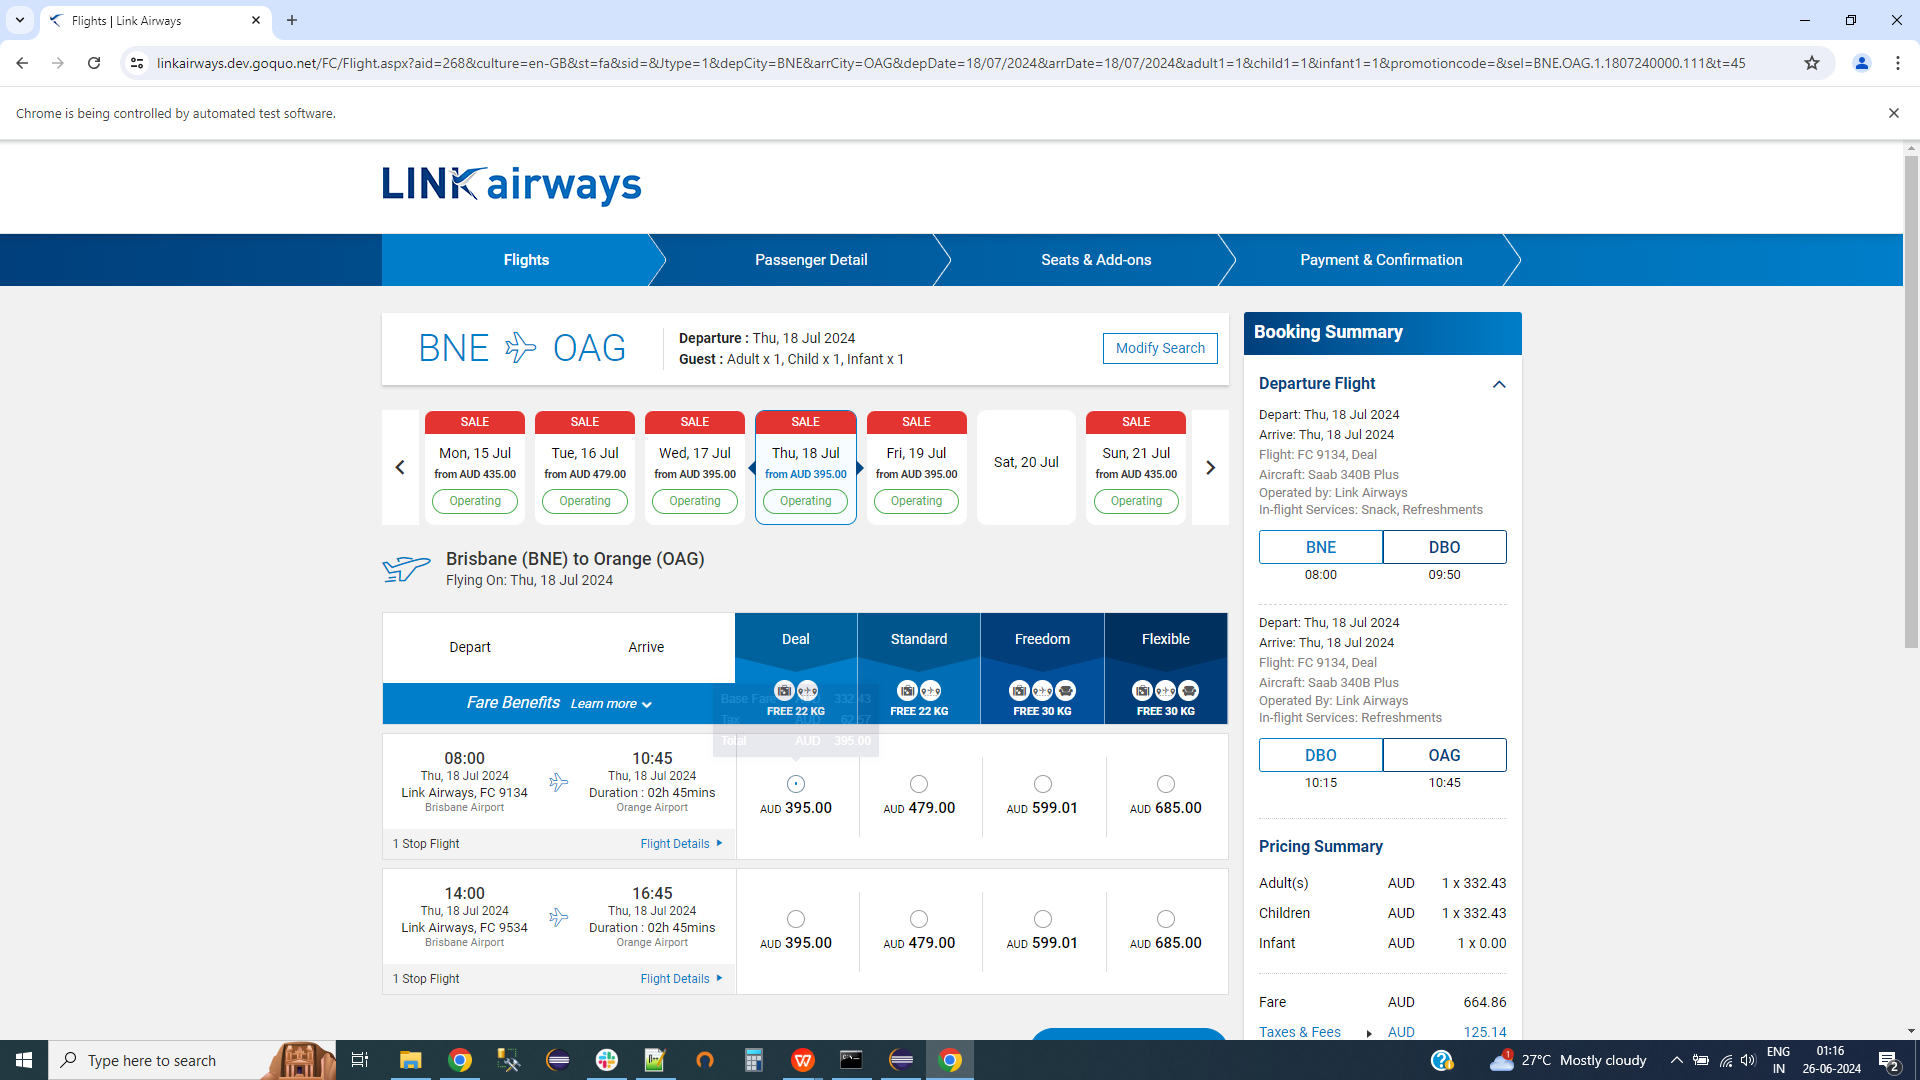 Flights | Link Airways
linkairways.dev.goquo.net/FC/Flight.aspx?aid=268&culture=en-GB&st=fa&sid=&Jtype=1&depCity=BNE&arrCity=OAG&depDate=18/07/2024&arrDate=18/07/2024&adult1=1&child1=1&infant1=1&promotioncode=&sel=BNE.OAG.1.1807240000.111&t=45
Chrome is being controlled by automated test software.
LINK airways
Flights Passenger Detail Seats & Add-ons Payment & Confirmation
BNE OAG
Departure : Thu, 18 Jul 2024
Guest : Adult x 1, Child x 1, Infant x 1
Modify Search
SALE SALE SALE SALE SALE SALE
Mon, 15 Jul Tue, 16 Jul Wed, 17 Jul Thu, 18 Jul Fri, 19 Jul Sat, 20 Jul Sun, 21 Jul
from AUD 435.00 from AUD 479.00 from AUD 395.00 from AUD 395.00 from AUD 395.00 from AUD 435.00
Operating Operating Operating Operating Operating Operating
Brisbane (BNE) to Orange (OAG)
Flying On: Thu, 18 Jul 2024
Depart Arrive Deal Standard Freedom Flexible
Fare Benefits Learn more
FREE 22 KG FREE 22 KG FREE 30 KG FREE 30 KG
Base Fare AUD 332.43
Tax AUD 62.57
Total AUD 395.00
08:00 10:45
Thu, 18 Jul 2024 Thu, 18 Jul 2024
Link Airways, FC 9134 Duration : 02h 45mins
Brisbane Airport Orange Airport
AUD 395.00 AUD 479.00 AUD 599.01 AUD 685.00
1 Stop Flight Flight Details
14:00 16:45
Thu, 18 Jul 2024 Thu, 18 Jul 2024
Link Airways, FC 9534 Duration : 02h 45mins
Brisbane Airport Orange Airport
AUD 395.00 AUD 479.00 AUD 599.01 AUD 685.00
1 Stop Flight Flight Details
Booking Summary
Departure Flight
Depart: Thu, 18 Jul 2024
Arrive: Thu, 18 Jul 2024
Flight: FC 9134, Deal
Aircraft: Saab 340B Plus
Operated by: Link Airways
In-flight Services: Snack, Refreshments
BNE DBO
08:00 09:50
Depart: Thu, 18 Jul 2024
Arrive: Thu, 18 Jul 2024
Flight: FC 9134, Deal
Aircraft: Saab 340B Plus
Operated By: Link Airways
In-flight Services: Refreshments
DBO OAG
10:15 10:45
Pricing Summary
Adult(s) AUD 1 x 332.43
Children AUD 1 x 332.43
Infant AUD 1 x 0.00
Fare AUD 664.86
Taxes & Fees AUD 125.14
Type here to search
1
27°C Mostly cloudy
ENG
IN
01:16
26-06-2024
2